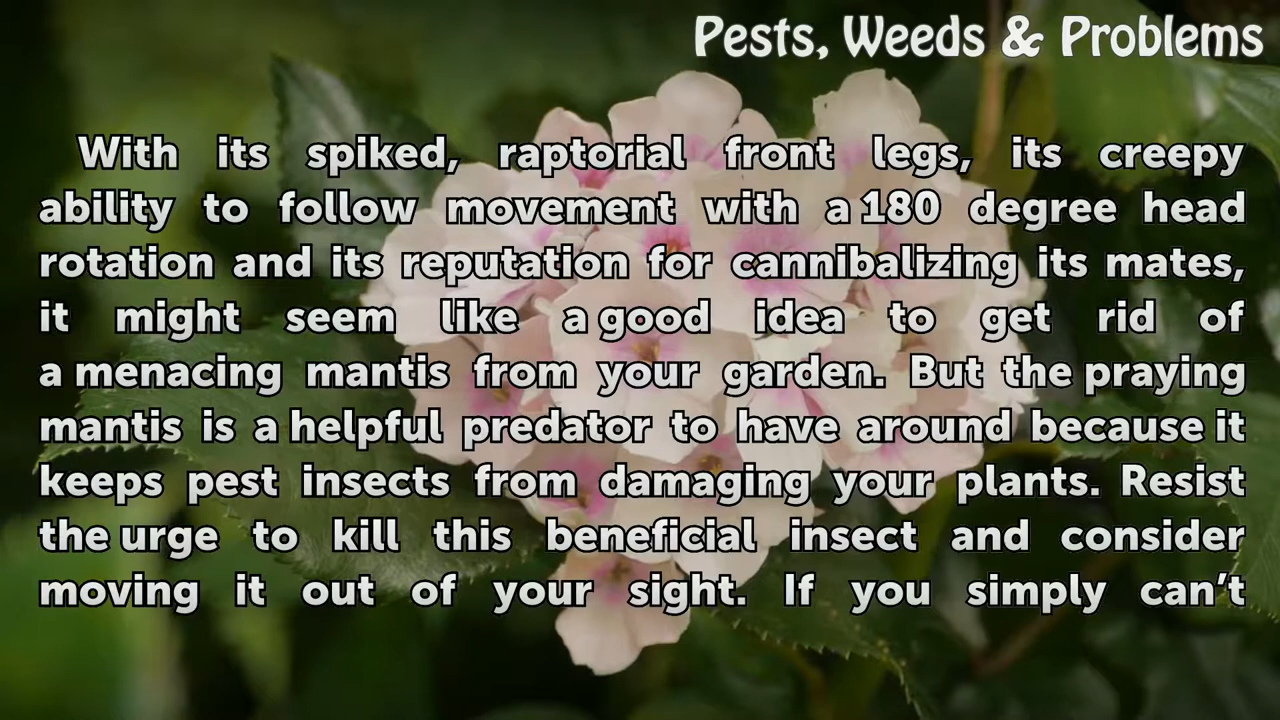 Pests, Weeds & Problems
With its spiked, raptorial front legs, its creepy
ability to follow movement with a 180 degree head
rotation and its reputation for cannibalizing its mates,
it might seem like a good idea to get rid of
a menacing mantis from your garden. But the praying
mantis is a helpful predator to have around because it
keeps pest insects from damaging your plants. Resist
the urge to kill this beneficial insect and consider
moving it out of your sight. If you simply can’t